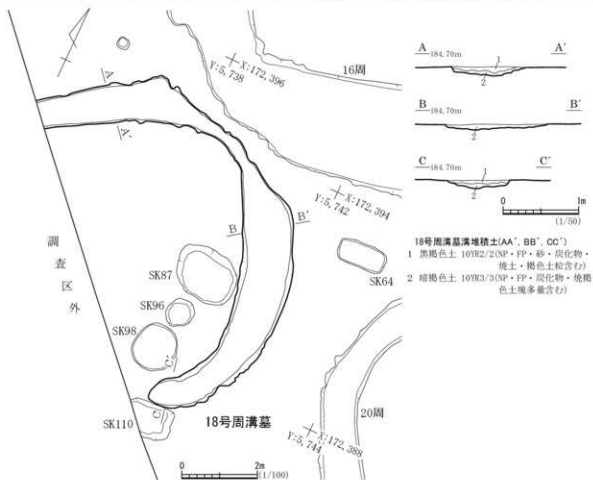 A
A´
16周
X:172,396
Y:5,738
X:172,394
Y:5,742
B
B´
調査区外
SK87
SK96
SK98
C
C´
SK64
SK110
18号周溝墓
20周
X:172,388
Y:5,744
0 2m
(1/100)
A 184.70m A´
1
2
B 184.70m B´
2
C 184.70m C´
1
2
0 1m
(1/50)
18号周溝墓溝堆積土(AA´, BB´, CC´)
1 黒褐色土 10YR2/2(NP・FP・砂・炭化物・
焼土・褐色土粒含む)
2 暗褐色土 10YR3/3(NP・FP・炭化物・焼褐
色土塊多量含む)